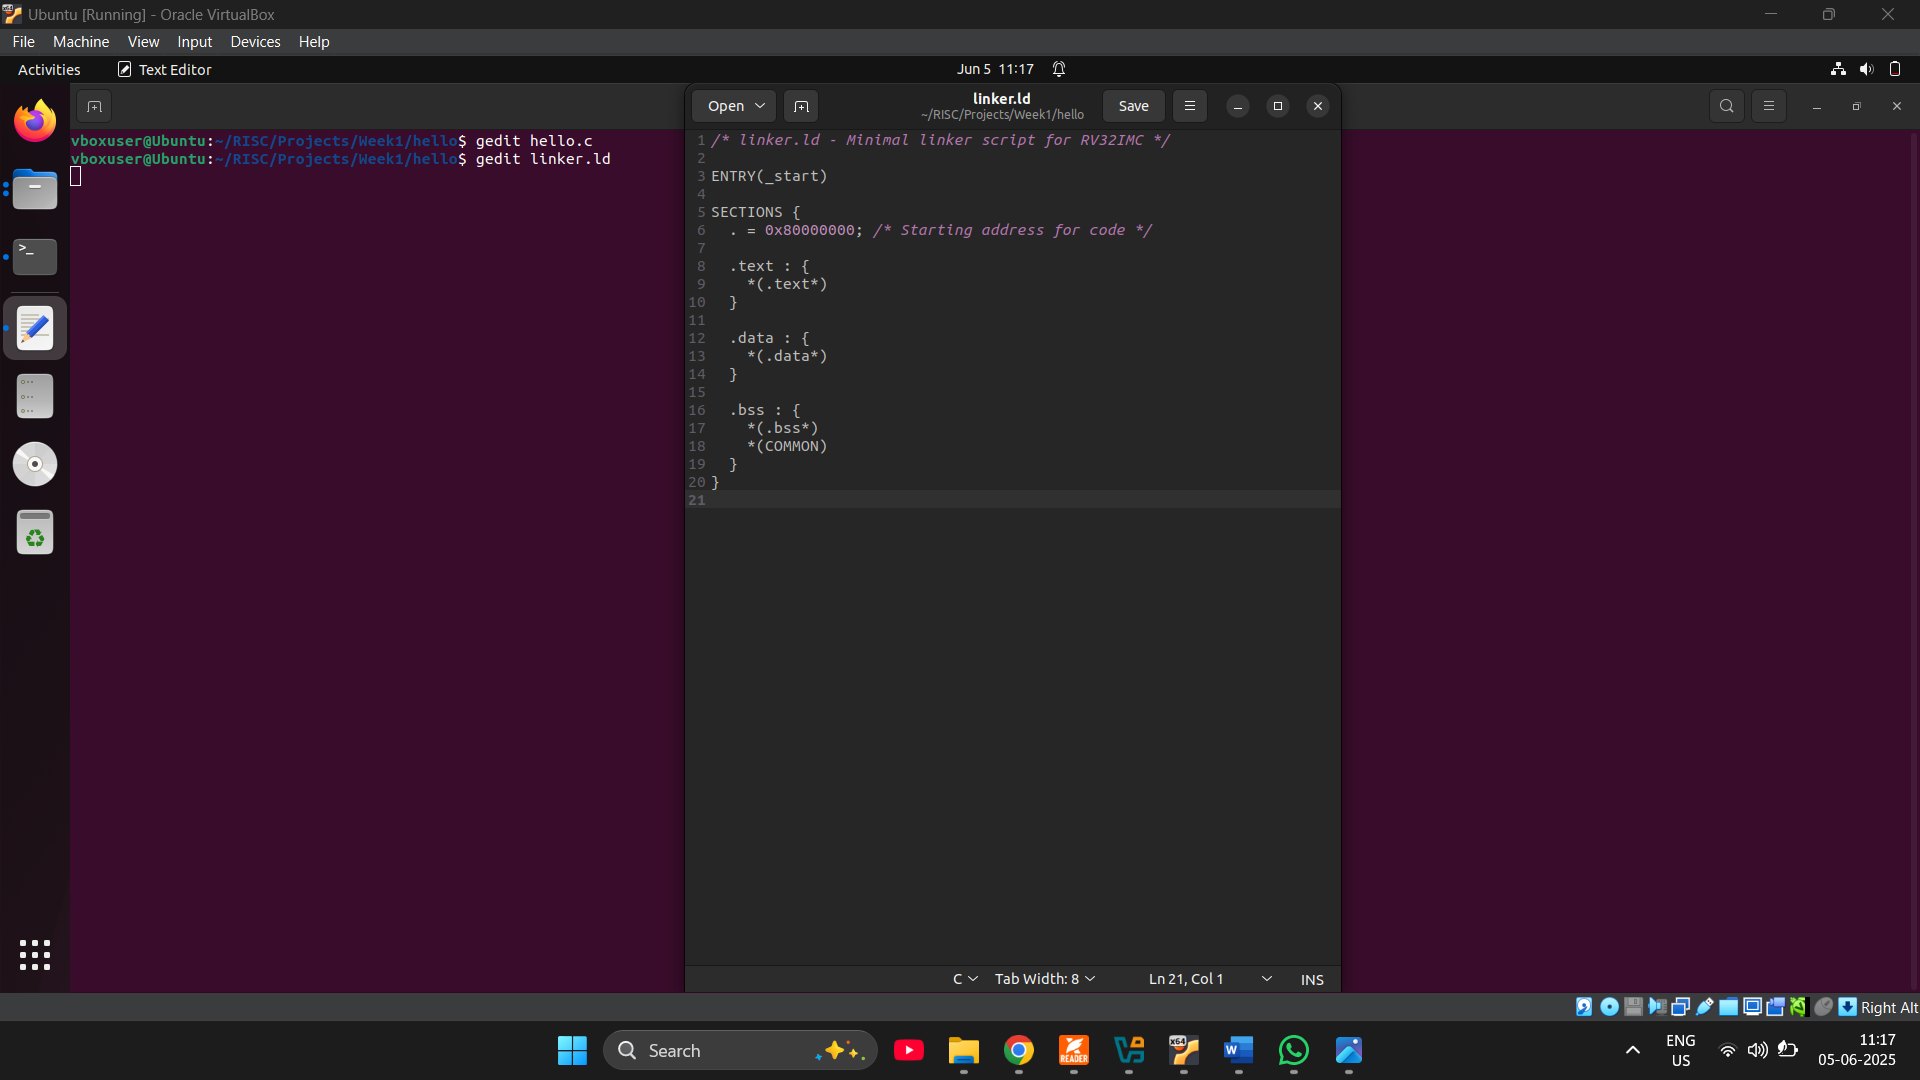 Ubuntu [Running] - Oracle VirtualBox
File Machine View Input Devices Help
Activities Text Editor Jun 5 11:17
Open linker.ld Save
~/RISC/Projects/Week1/hello
vboxuser@Ubuntu:~/RISC/Projects/Week1/hello$ gedit hello.c
vboxuser@Ubuntu:~/RISC/Projects/Week1/hello$ gedit linker.ld
1 /* linker.ld - Minimal linker script for RV32IMC */
2
3 ENTRY(_start)
4
5 SECTIONS {
6 . = 0x80000000; /* Starting address for code */
7
8 .text : {
9 *(.text*)
10 }
11
12 .data : {
13 *(.data*)
14 }
15
16 .bss : {
17 *(.bss*)
18 *(COMMON)
19 }
20 }
21
C Tab Width: 8 Ln 21, Col 1 INS
Right Alt
Search
x64
READER
W
ENG
US
11:17
05-06-2025